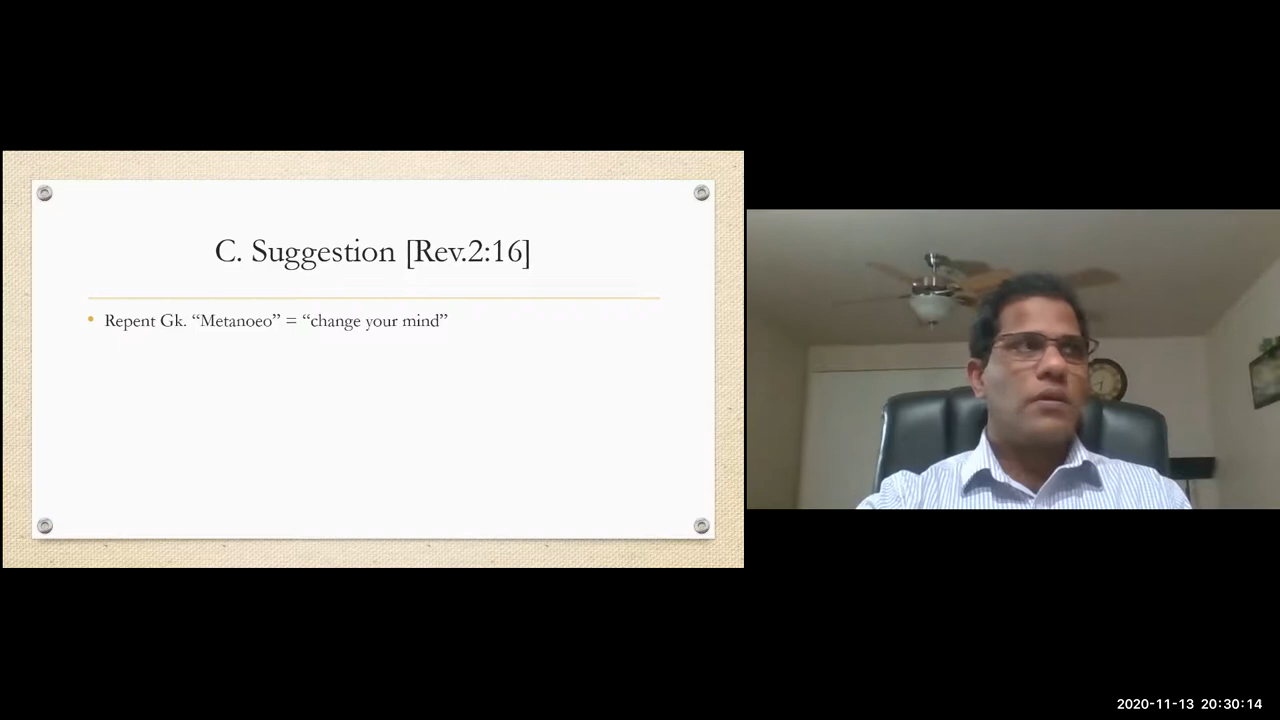 C. Suggestion [Rev.2:16]
• Repent Gk. “Metanoeo” = “change your mind”
2020-11-13 20:30:14